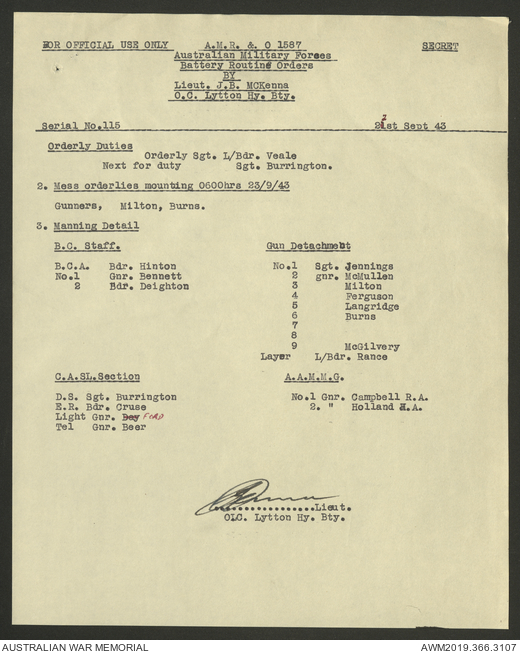 FOR OFFICIAL USE ONLY A.M.R. & O 1587 SECRET
Australian Military Forces
Battery Routine Orders
BY
Lieut. J.B. McKenna
O.C. Lytton Hy. Bty.
Serial No.115 22st Sept 43
Orderly Duties
Orderly Sgt. L/Bdr. Veale
Next for duty Sgt. Burrington.
2. Mess orderlies mounting 0600hrs 23/9/43
Gunners, Milton, Burns.
3. Manning Detail
B.C. Staff.
B.C.A. Bdr. Hinton
No.1 Gnr. Bennett
2 Bdr. Deighton
Gun Detachment
No.1 Sgt. Jennings
2 gnr. McMullen
3 Milton
4 Ferguson
5 Langridge
6 Burns
7
8
9 McGilvery
Layer L/Bdr. Rance
C.A.SL.Section
D.S. Sgt. Burrington
E.R. Bdr. Cruse
Light Gnr. Day FORD
Tel Gnr. Beer
A.A.M.M.G.
No.1 Gnr. Campbell R.A.
2. " Holland H.A.
..................Lieut.
OLC. Lytton Hy. Bty.
AUSTRALIAN WAR MEMORIAL AWM2019.366.3107